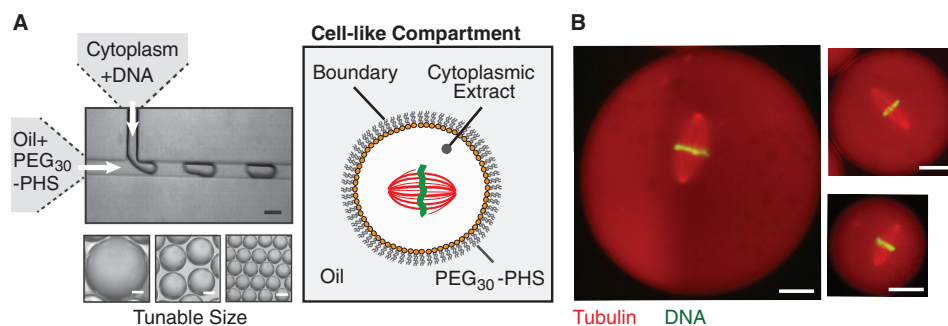 A
Cytoplasm
+DNA
Oil+
PEG30
-PHS
Tunable Size
Cell-like Compartment
Boundary
Cytoplasmic
Extract
Oil
PEG30-PHS
B
Tubulin DNA